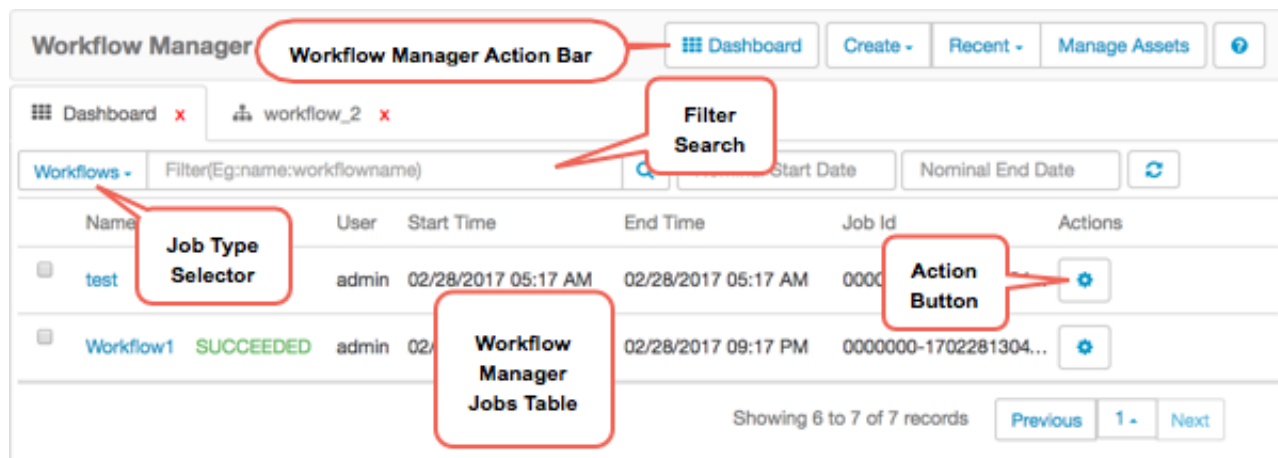 Workflow Manager
Workflow Manager Action Bar
Dashboard
Create
Recent
Manage Assets
?
Dashboard x
workflow_2 x
Filter
Search
Workflows
Filter(Eg:name:workflowname)
Start Date
Nominal End Date
Name
User
Start Time
End Time
Job Id
Actions
Job Type
Selector
test
admin
02/28/2017 05:17 AM
02/28/2017 05:17 AM
Action
Button
Workflow1
SUCCEEDED
admin
02/28/2017 09:17 PM
0000000-1702281304...
Workflow
Manager
Jobs Table
Showing 6 to 7 of 7 records
Previous
1
Next